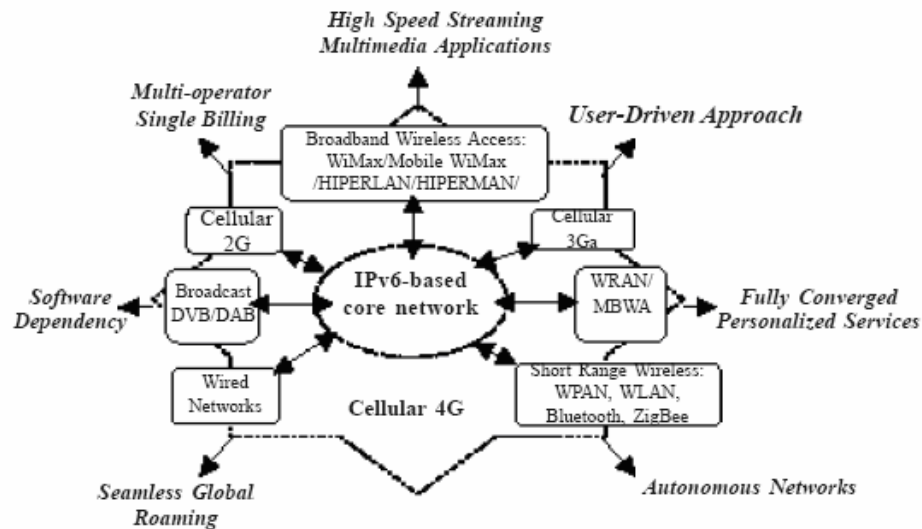 High Speed Streaming
Multimedia Applications
Multi-operator
Single Billing
User-Driven Approach
Broadband Wireless Access:
WiMax/Mobile WiMax
/HIPERLAN/HIPERMAN/
Cellular
2G
Cellular
3Ga
IPv6-based
core network
Broadcast
DVB/DAB
WRAN/
MBWA
Software
Dependency
Fully Converged
Personalized Services
Wired
Networks
Short Range Wireless:
WPAN, WLAN,
Bluetooth, ZigBee
Cellular 4G
Seamless Global
Roaming
Autonomous Networks